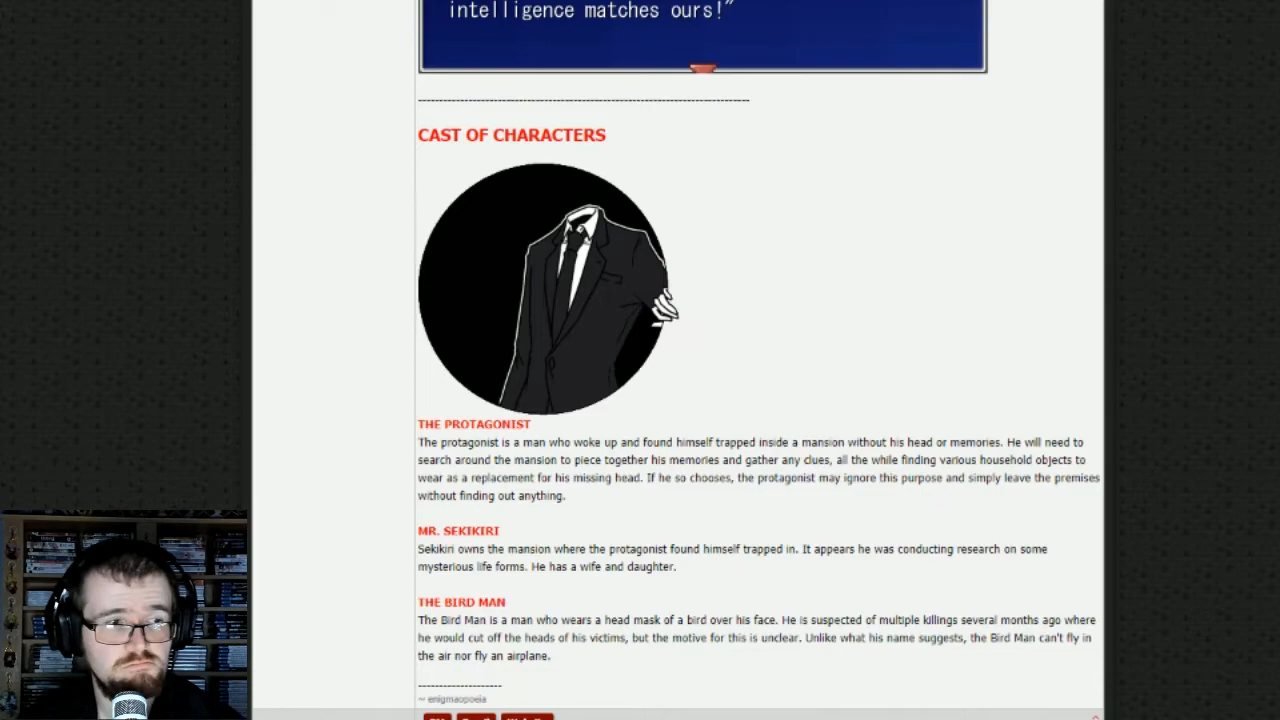 intelligence matches ours!"
--------------------------------------------------------------------------------
CAST OF CHARACTERS
THE PROTAGONIST
The protagonist is a man who woke up and found himself trapped inside a mansion without his head or memories. He will need to
search around the mansion to piece together his memories and gather any clues, all the while finding various household objects to
wear as a replacement for his missing head. If he so chooses, the protagonist may ignore this purpose and simply leave the premises
without finding out anything.
MR. SEKIKIRI
Sekikiri owns the mansion where the protagonist found himself trapped in. It appears he was conducting research on some
mysterious life forms. He has a wife and daughter.
THE BIRD MAN
The Bird Man is a man who wears a head mask of a bird over his face. He is suspected of multiple killings several months ago where
he would cut off the heads of his victims, but the motive for this is unclear. Unlike what his name suggests, the Bird Man can't fly in
the air nor fly an airplane.
--------------------
~ enigmaopoeia